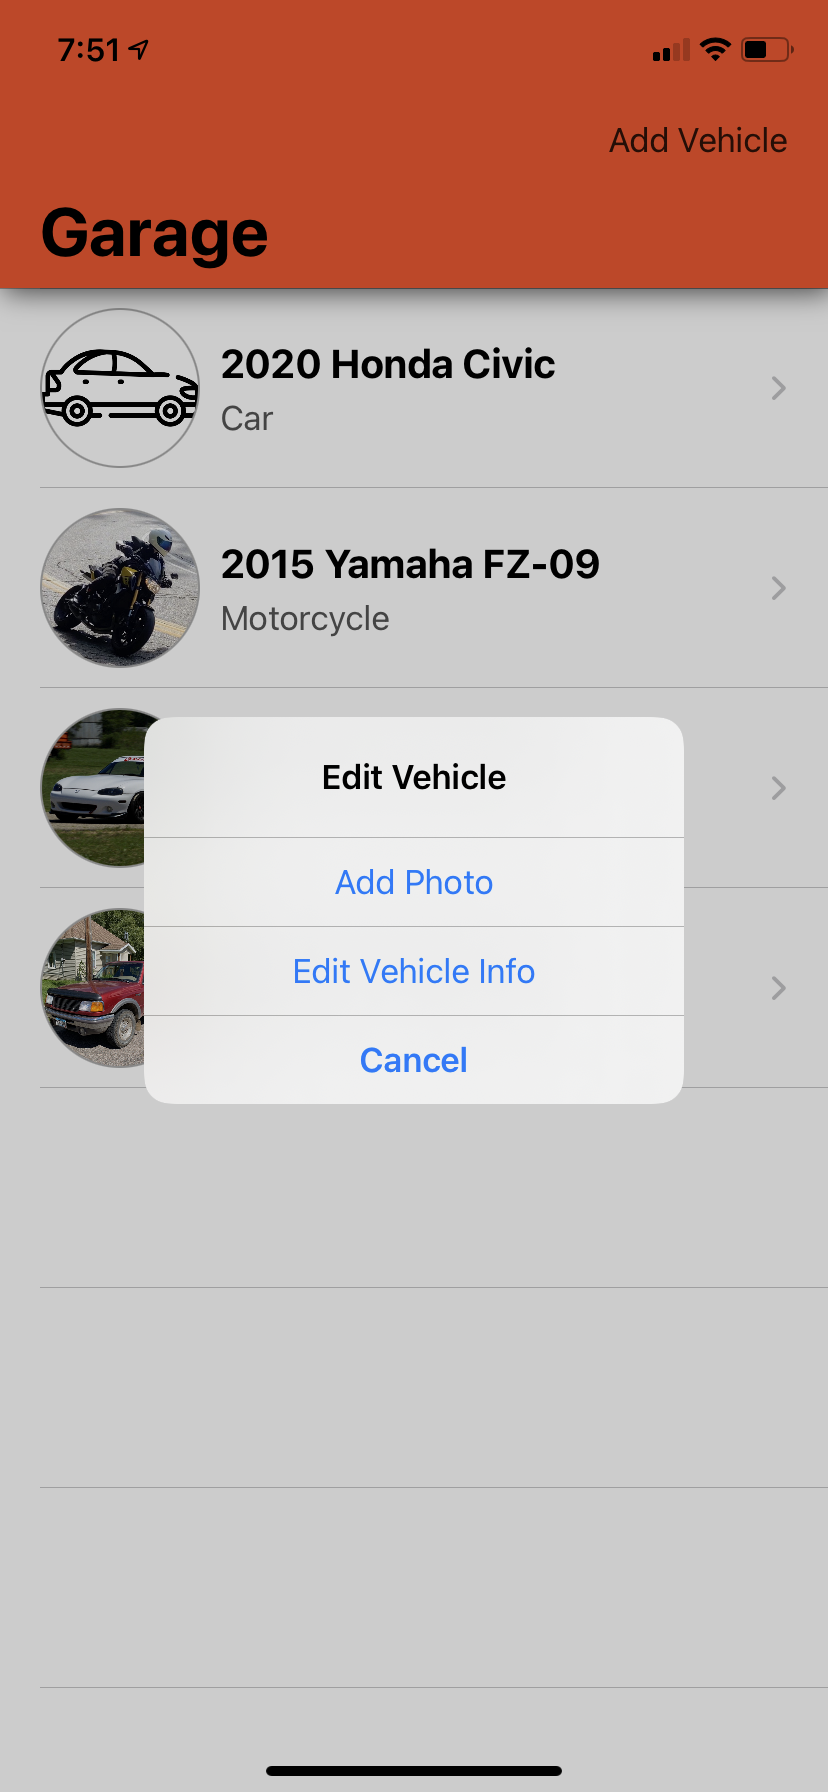 7:51
Add Vehicle
Garage
2020 Honda Civic
Car
2015 Yamaha FZ-09
Motorcycle
Edit Vehicle
Add Photo
Edit Vehicle Info
Cancel